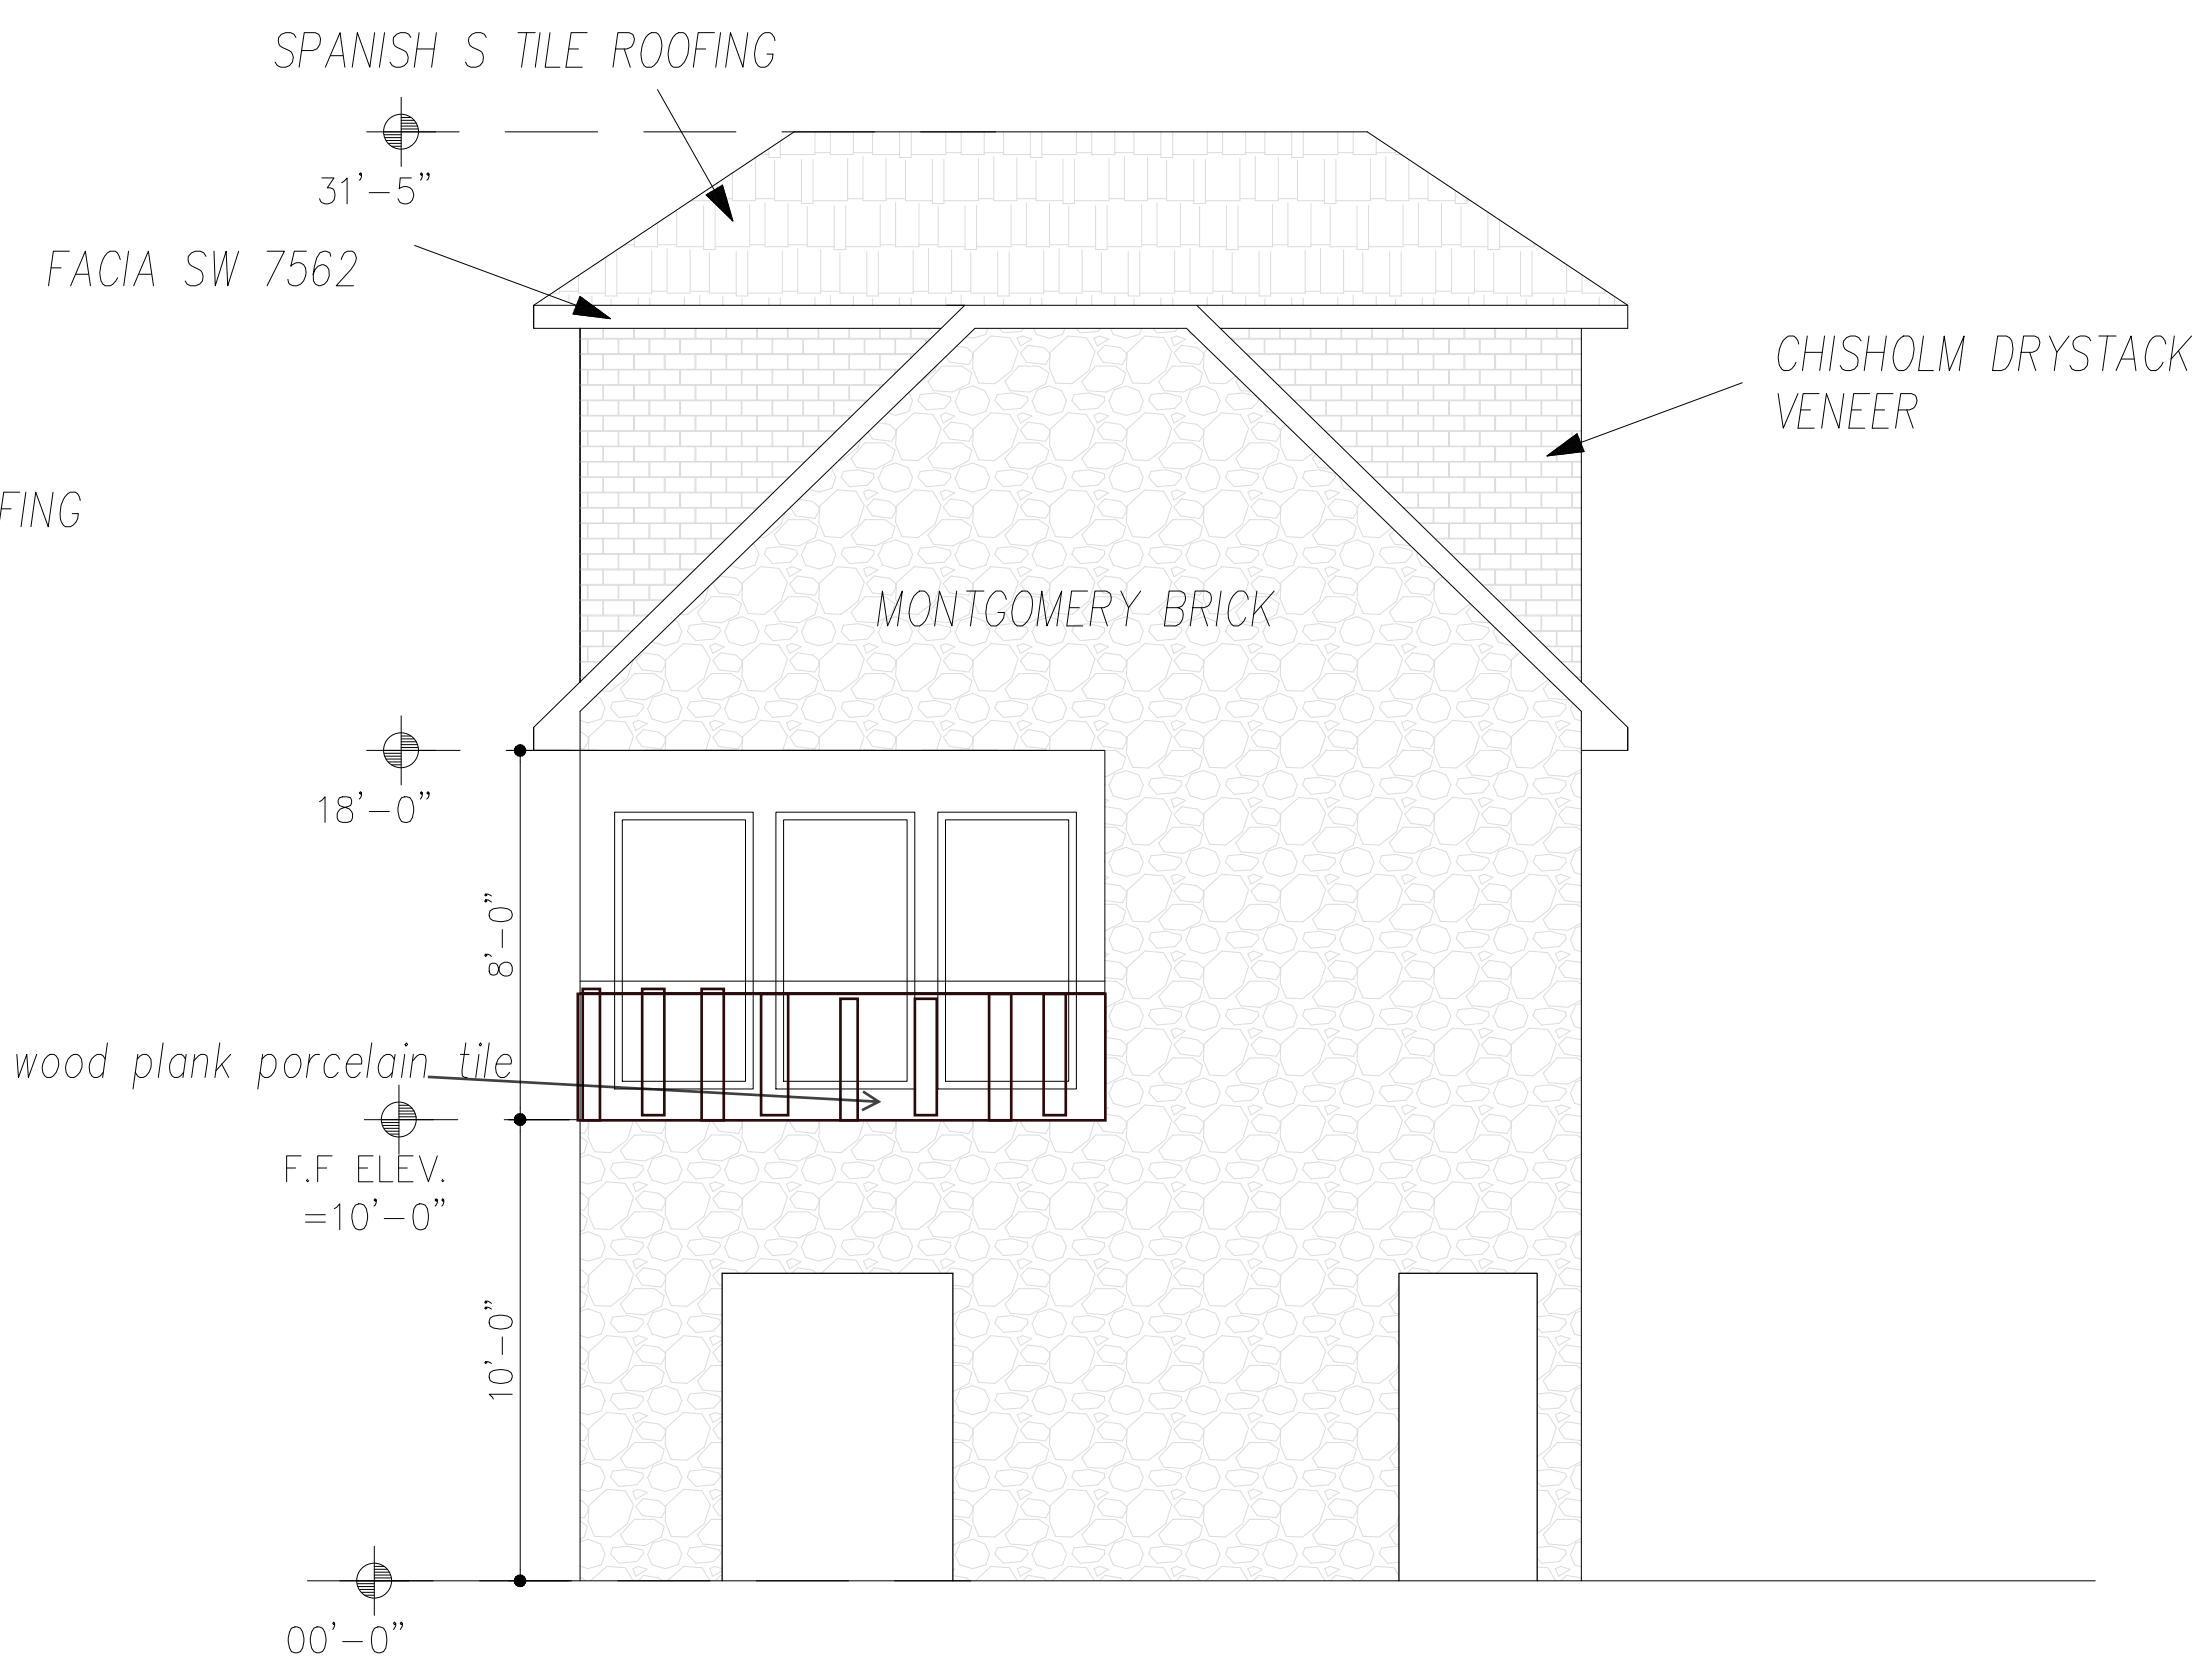 SPANISH S TILE ROOFING
31'-5"
FACIA SW 7562
CHISHOLM DRYSTACK
VENEER
FING
MONTGOMERY BRICK
18'-0"
8'-0"
wood plank porcelain tile
F.F ELEV.
=10'-0"
10'-0"
00'-0"